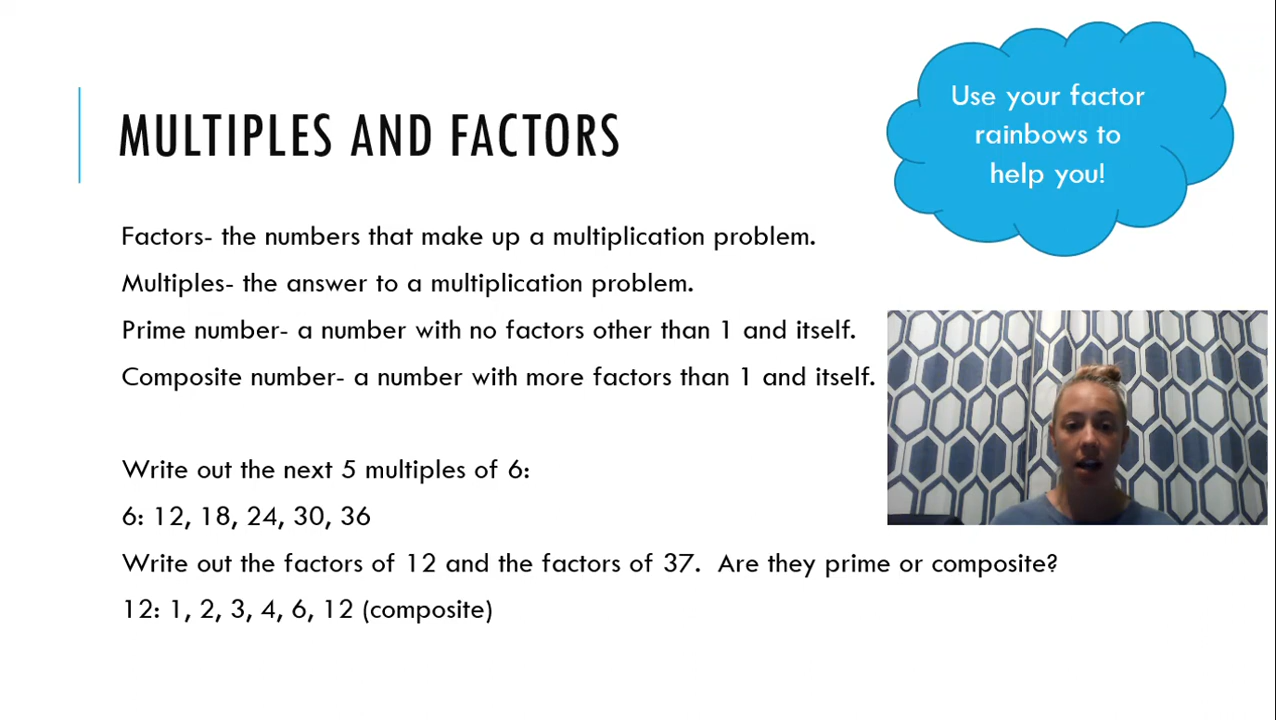 MULTIPLES AND FACTORS
Use your factor
rainbows to
help you!
Factors- the numbers that make up a multiplication problem.
Multiples- the answer to a multiplication problem.
Prime number- a number with no factors other than 1 and itself.
Composite number- a number with more factors than 1 and itself.
Write out the next 5 multiples of 6:
6: 12, 18, 24, 30, 36
Write out the factors of 12 and the factors of 37.  Are they prime or composite?
12: 1, 2, 3, 4, 6, 12 (composite)